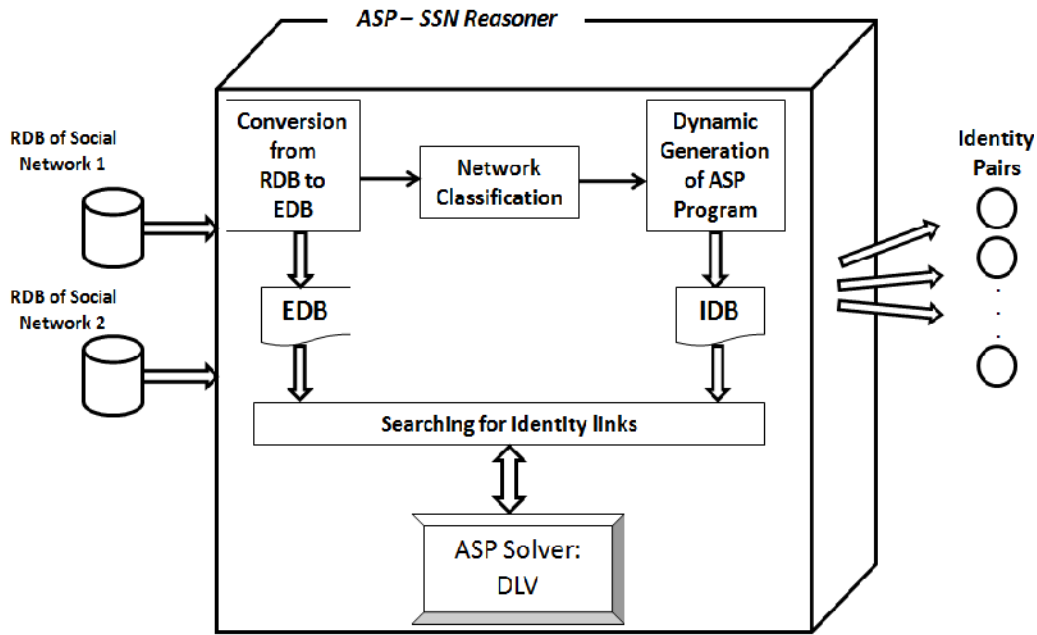 ASP – SSN Reasoner
RDB of Social
Network 1
Conversion
from
RDB to
EDB
Network
Classification
Dynamic
Generation
of ASP
Program
Identity
Pairs
RDB of Social
Network 2
EDB
IDB
Searching for Identity links
ASP Solver:
DLV